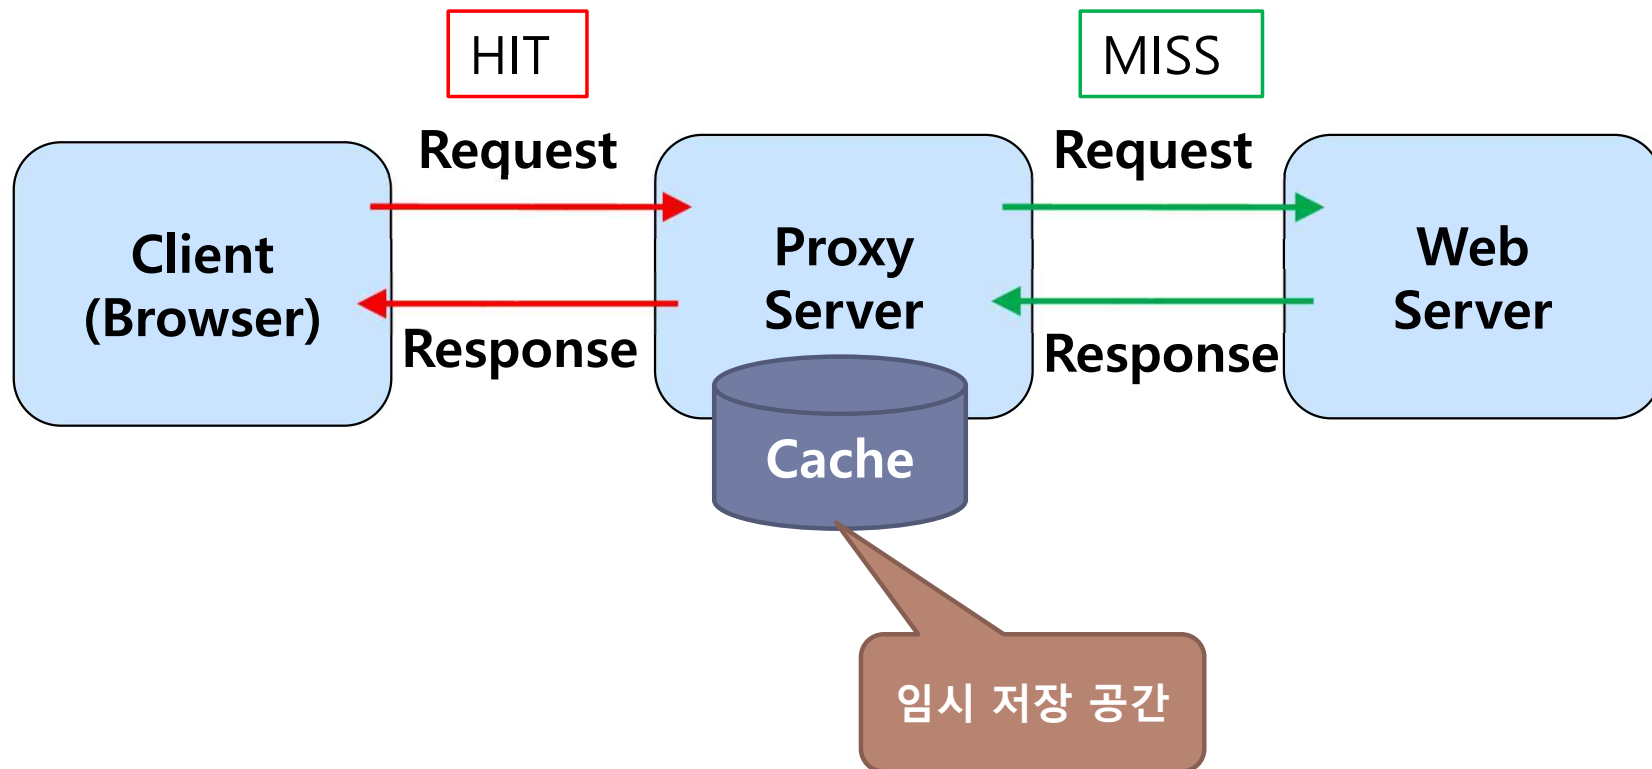 HIT
MISS
Request
Request
Client
(Browser)
Proxy
Server
Web
Server
Response
Response
Cache
임시 저장 공간